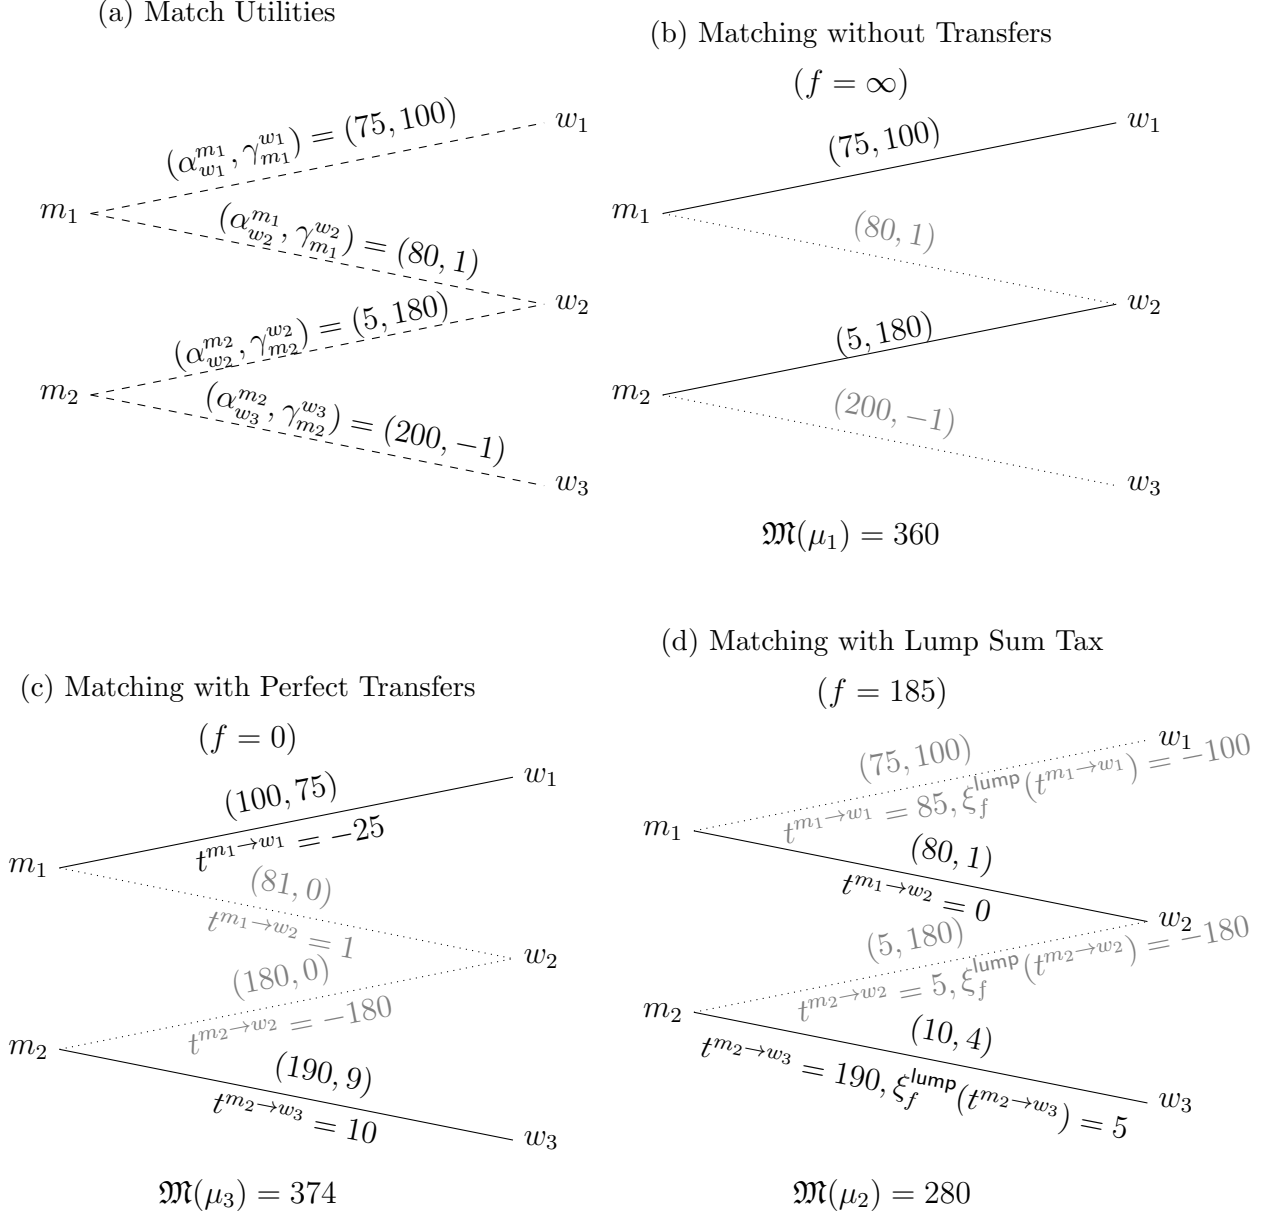 (a) Match Utilities
m₁
m₂
w₁
w₂
w₃
(α^{m₁}_{w₁}, γ^{w₁}_{m₁}) = (75, 100)
(α^{m₁}_{w₂}, γ^{w₂}_{m₁}) = (80, 1)
(α^{m₂}_{w₂}, γ^{w₂}_{m₂}) = (5, 180)
(α^{m₂}_{w₃}, γ^{w₃}_{m₂}) = (200, −1)
(b) Matching without Transfers
(f = ∞)
m₁
m₂
w₁
w₂
w₃
(75, 100)
(80, 1)
(5, 180)
(200, −1)
𝔐(μ₁) = 360
(c) Matching with Perfect Transfers
(f = 0)
m₁
m₂
w₁
w₂
w₃
(100, 75)
t^{m₁→w₁} = −25
(81, 0)
t^{m₁→w₂} = 1
(180, 0)
t^{m₂→w₂} = −180
(190, 9)
t^{m₂→w₃} = 10
𝔐(μ₃) = 374
(d) Matching with Lump Sum Tax
(f = 185)
m₁
m₂
w₁
w₂
w₃
(75, 100)
t^{m₁→w₁} = 85, ξ^{lump}_f(t^{m₁→w₁}) = −100
(80, 1)
t^{m₁→w₂} = 0
(5, 180)
t^{m₂→w₂} = 5, ξ^{lump}_f(t^{m₂→w₂}) = −180
(10, 4)
t^{m₂→w₃} = 190, ξ^{lump}_f(t^{m₂→w₃}) = 5
𝔐(μ₂) = 280